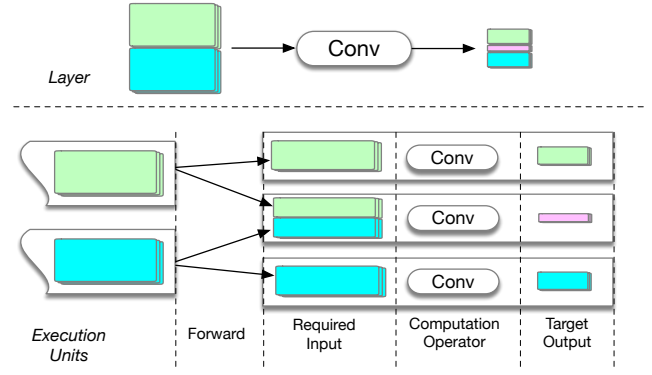 Conv
Layer
Conv
Conv
Conv
Execution
Units
Forward
Required
Input
Computation
Operator
Target
Output